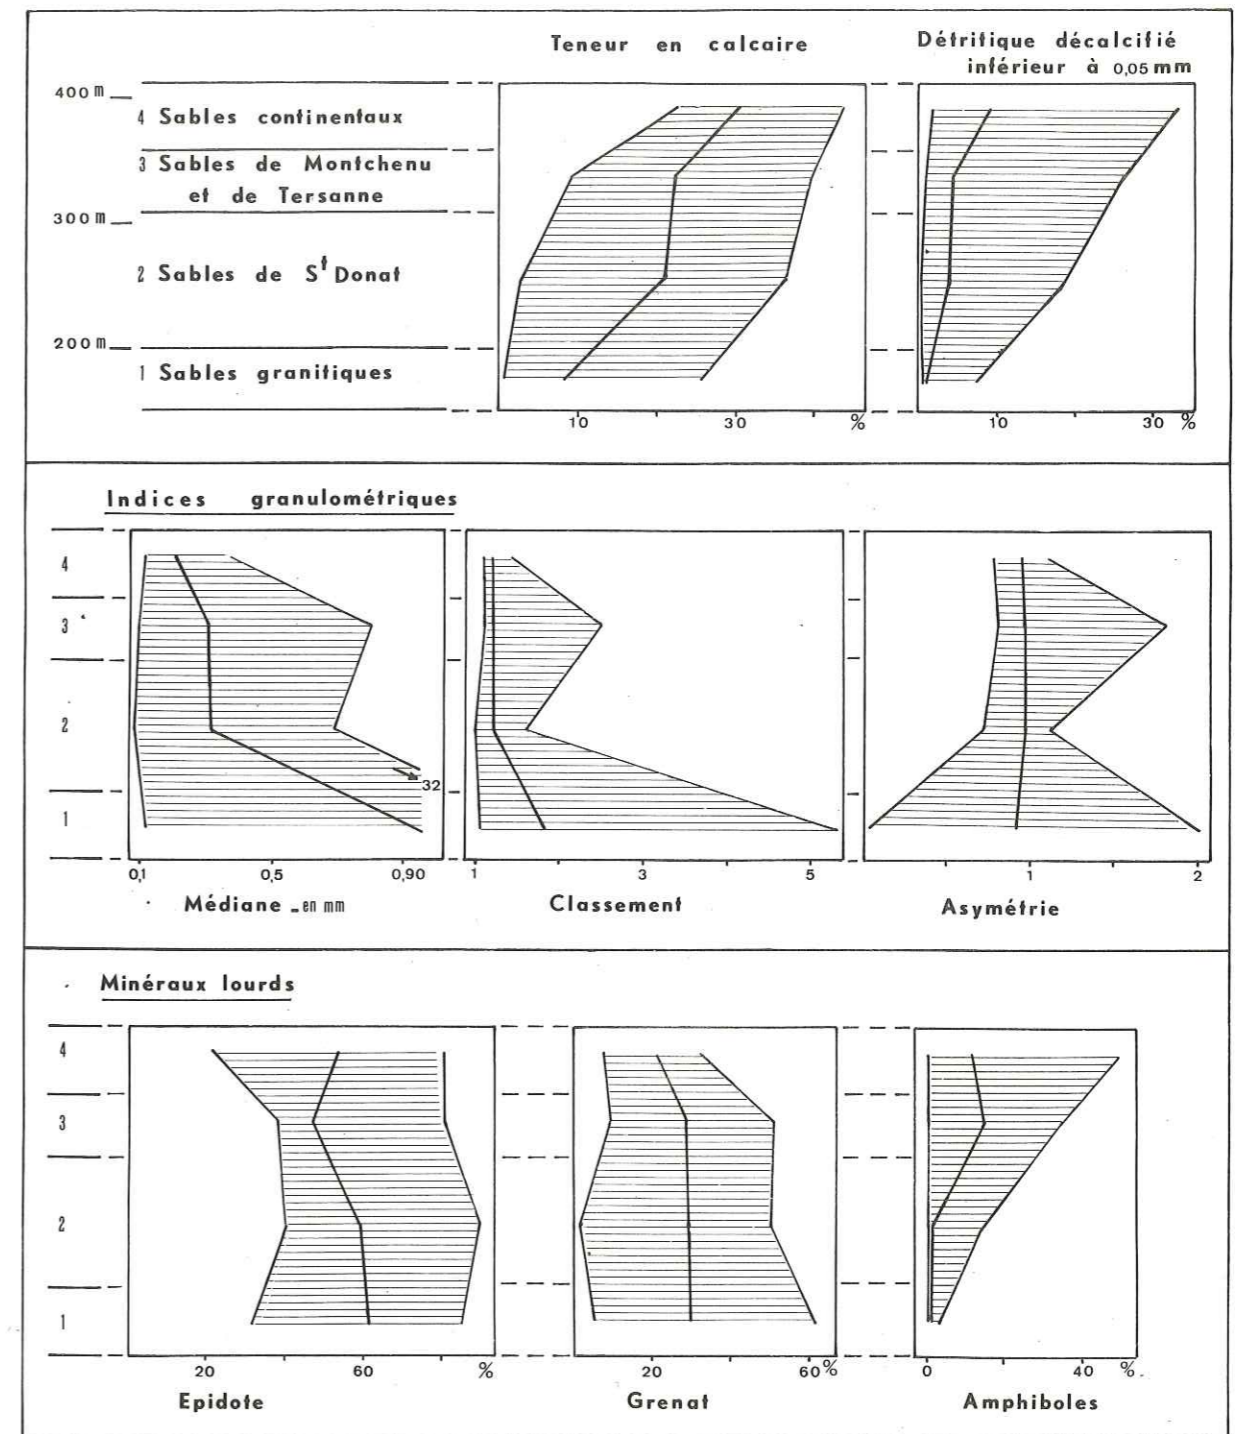 Teneur en calcaire
Détritique décalcifié
inférieur à 0,05 mm
400 m
4 Sables continentaux
3 Sables de Montchenu
et de Tersanne
300 m
2 Sables de St Donat
200 m
1 Sables granitiques
10 30 %
10 30 %
Indices granulométriques
4
3
2
1
32
0,1 0,5 0,90
1 3 5
1 2
Médiane - en mm
Classement
Asymétrie
Minéraux lourds
4
3
2
1
20 60 %
20 60 %
0 40 %
Epidote
Grenat
Amphiboles